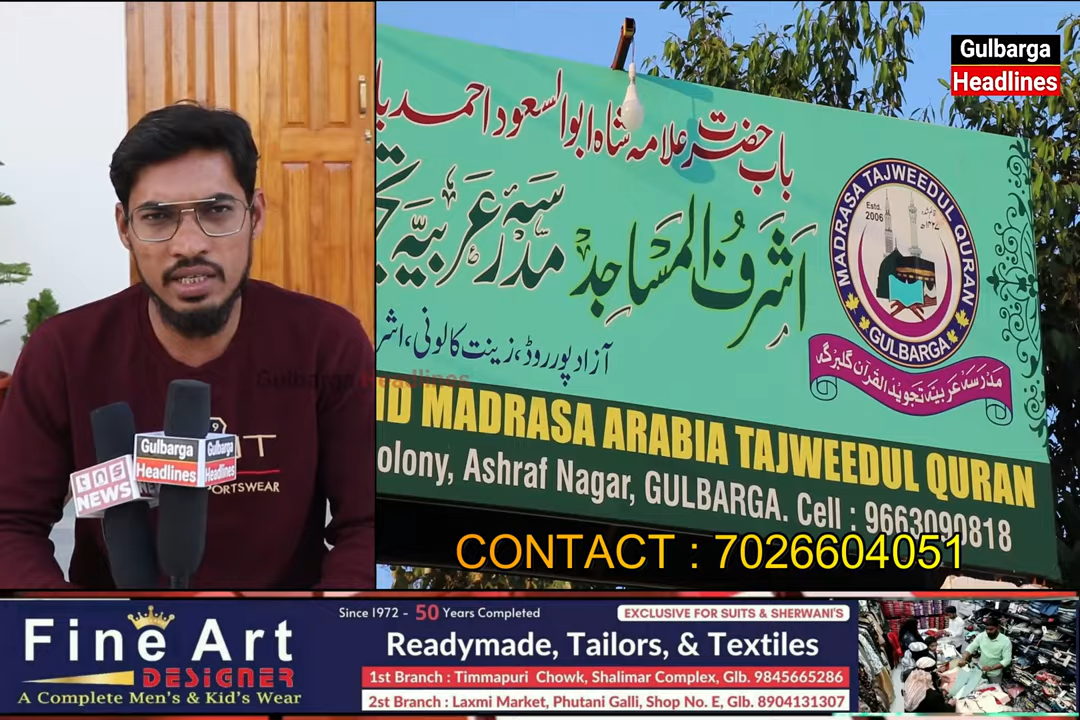 Gulbarga
Headlines
باب حضرت علامہ شاہ ابوالسعود احمد
اشرف المساجد مدرسہ عربیہ
آزادپور روڈ، زینت کالونی، اشر
MADRASA TAJWEEDUL QURAN
Estd.
2006
GULBARGA
مدرسہ عربیہ تجوید القرآن گلبرگہ
ID MADRASA ARABIA TAJWEEDUL QURAN
olony, Ashraf Nagar, GULBARGA. Cell : 9663090818
CONTACT : 7026604051
Gulbarga Headlines
NEWS
Gulbarga
Headlines
Gulbarga
Headlines
PORTSWEAR
Fine Art
DESIGNER
A Complete Men's & Kid's Wear
Since 1972 - 50 Years Completed
EXCLUSIVE FOR SUITS & SHERWANI'S
Readymade, Tailors, & Textiles
1st Branch : Timmapuri Chowk, Shalimar Complex, Glb. 9845665286
2st Branch : Laxmi Market, Phutani Galli, Shop No. E, Glb. 8904131307